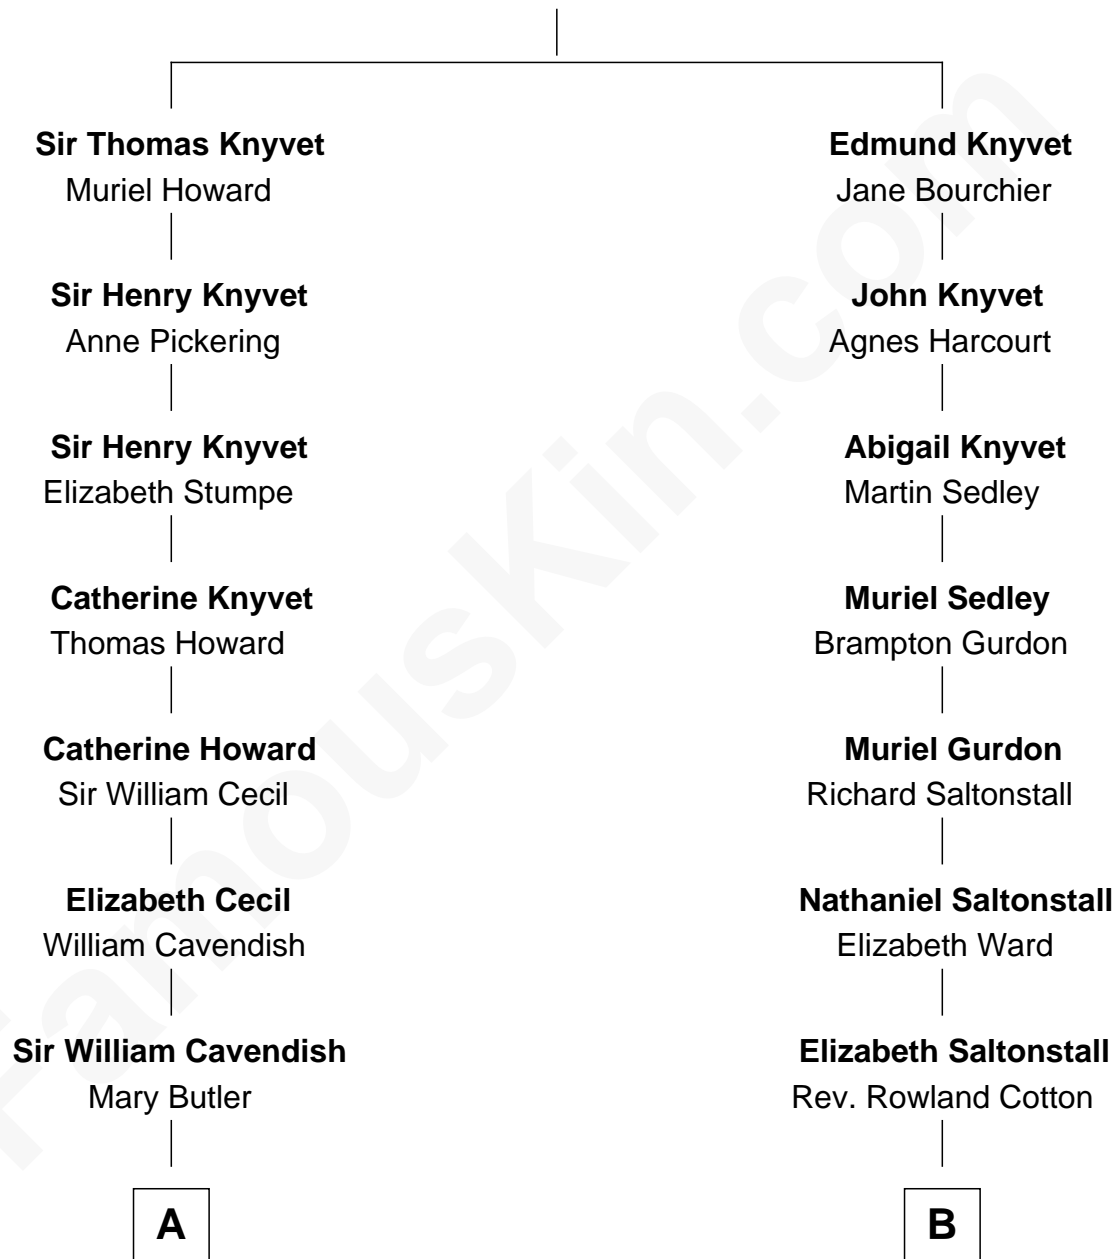 Sir Thomas Knyvet
Muriel Howard
Sir Henry Knyvet
Anne Pickering
Sir Henry Knyvet
Elizabeth Stumpe
Catherine Knyvet
Thomas Howard
Catherine Howard
Sir William Cecil
Elizabeth Cecil
William Cavendish
Sir William Cavendish
Mary Butler
A
Edmund Knyvet
Jane Bourchier
John Knyvet
Agnes Harcourt
Abigail Knyvet
Martin Sedley
Muriel Sedley
Brampton Gurdon
Muriel Gurdon
Richard Saltonstall
Nathaniel Saltonstall
Elizabeth Ward
Elizabeth Saltonstall
Rev. Rowland Cotton
B
FamousKin.com